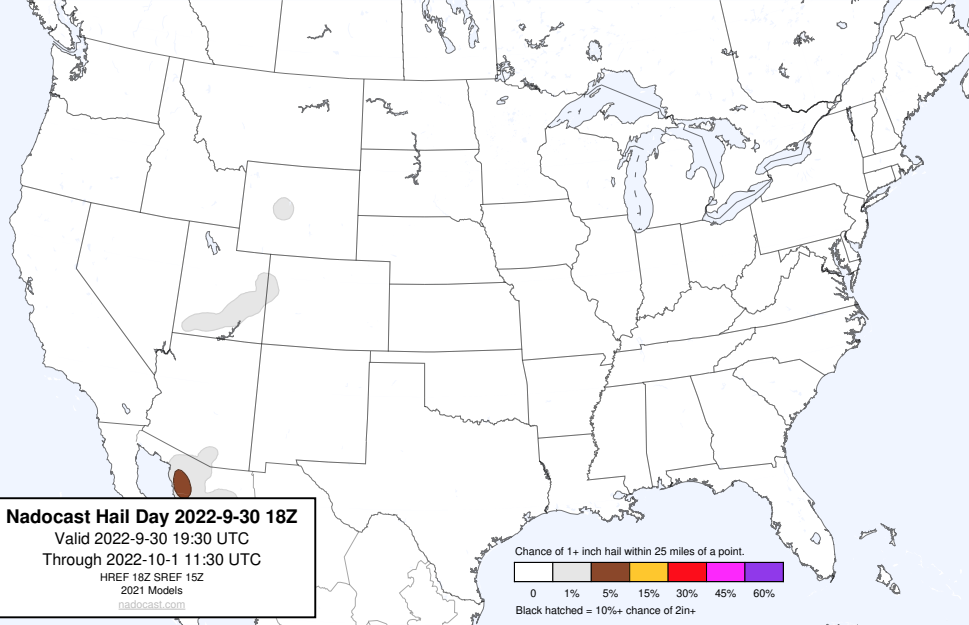 Nadocast Hail Day 2022-9-30 18Z
Valid 2022-9-30 19:30 UTC
Through 2022-10-1 11:30 UTC
HREF 18Z SREF 15Z
2021 Models
nadocast.com
Chance of 1+ inch hail within 25 miles of a point.
0 1% 5% 15% 30% 45% 60%
Black hatched = 10%+ chance of 2in+